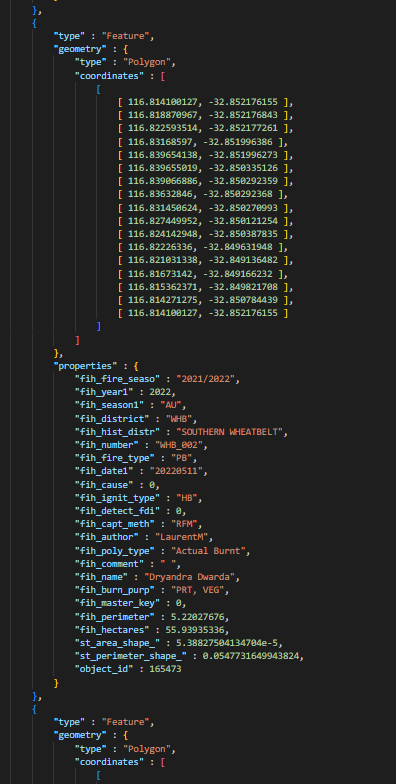 },
{
"type" : "Feature",
"geometry" : {
"type" : "Polygon",
"coordinates" : [
[
[ 116.814100127, -32.852176155 ],
[ 116.818870967, -32.852176843 ],
[ 116.822593514, -32.852177261 ],
[ 116.83168597, -32.851996386 ],
[ 116.839654138, -32.851996273 ],
[ 116.839655019, -32.850335126 ],
[ 116.839066886, -32.850292359 ],
[ 116.83632846, -32.850292368 ],
[ 116.831450624, -32.850270993 ],
[ 116.827449952, -32.850121254 ],
[ 116.824142948, -32.850387835 ],
[ 116.82226336, -32.849631948 ],
[ 116.821031338, -32.849136482 ],
[ 116.81673142, -32.849166232 ],
[ 116.815362371, -32.849821708 ],
[ 116.814271275, -32.850784439 ],
[ 116.814100127, -32.852176155 ]
]
]
},
"properties" : {
"fih_fire_seaso" : "2021/2022",
"fih_year1" : 2022,
"fih_season1" : "AU",
"fih_district" : "WHB",
"fih_hist_distr" : "SOUTHERN WHEATBELT",
"fih_number" : "WHB_002",
"fih_fire_type" : "PB",
"fih_date1" : "20220511",
"fih_cause" : 0,
"fih_ignit_type" : "HB",
"fih_detect_fdi" : 0,
"fih_capt_meth" : "RFM",
"fih_author" : "LaurentM",
"fih_poly_type" : "Actual Burnt",
"fih_comment" : " ",
"fih_name" : "Dryandra Dwarda",
"fih_burn_purp" : "PRT, VEG",
"fih_master_key" : 0,
"fih_perimeter" : 5.22027676,
"fih_hectares" : 55.93935336,
"st_area_shape_" : 5.38827504134704e-5,
"st_perimeter_shape_" : 0.0547731649943824,
"object_id" : 165473
}
},
{
"type" : "Feature",
"geometry" : {
"type" : "Polygon",
"coordinates" : [
[